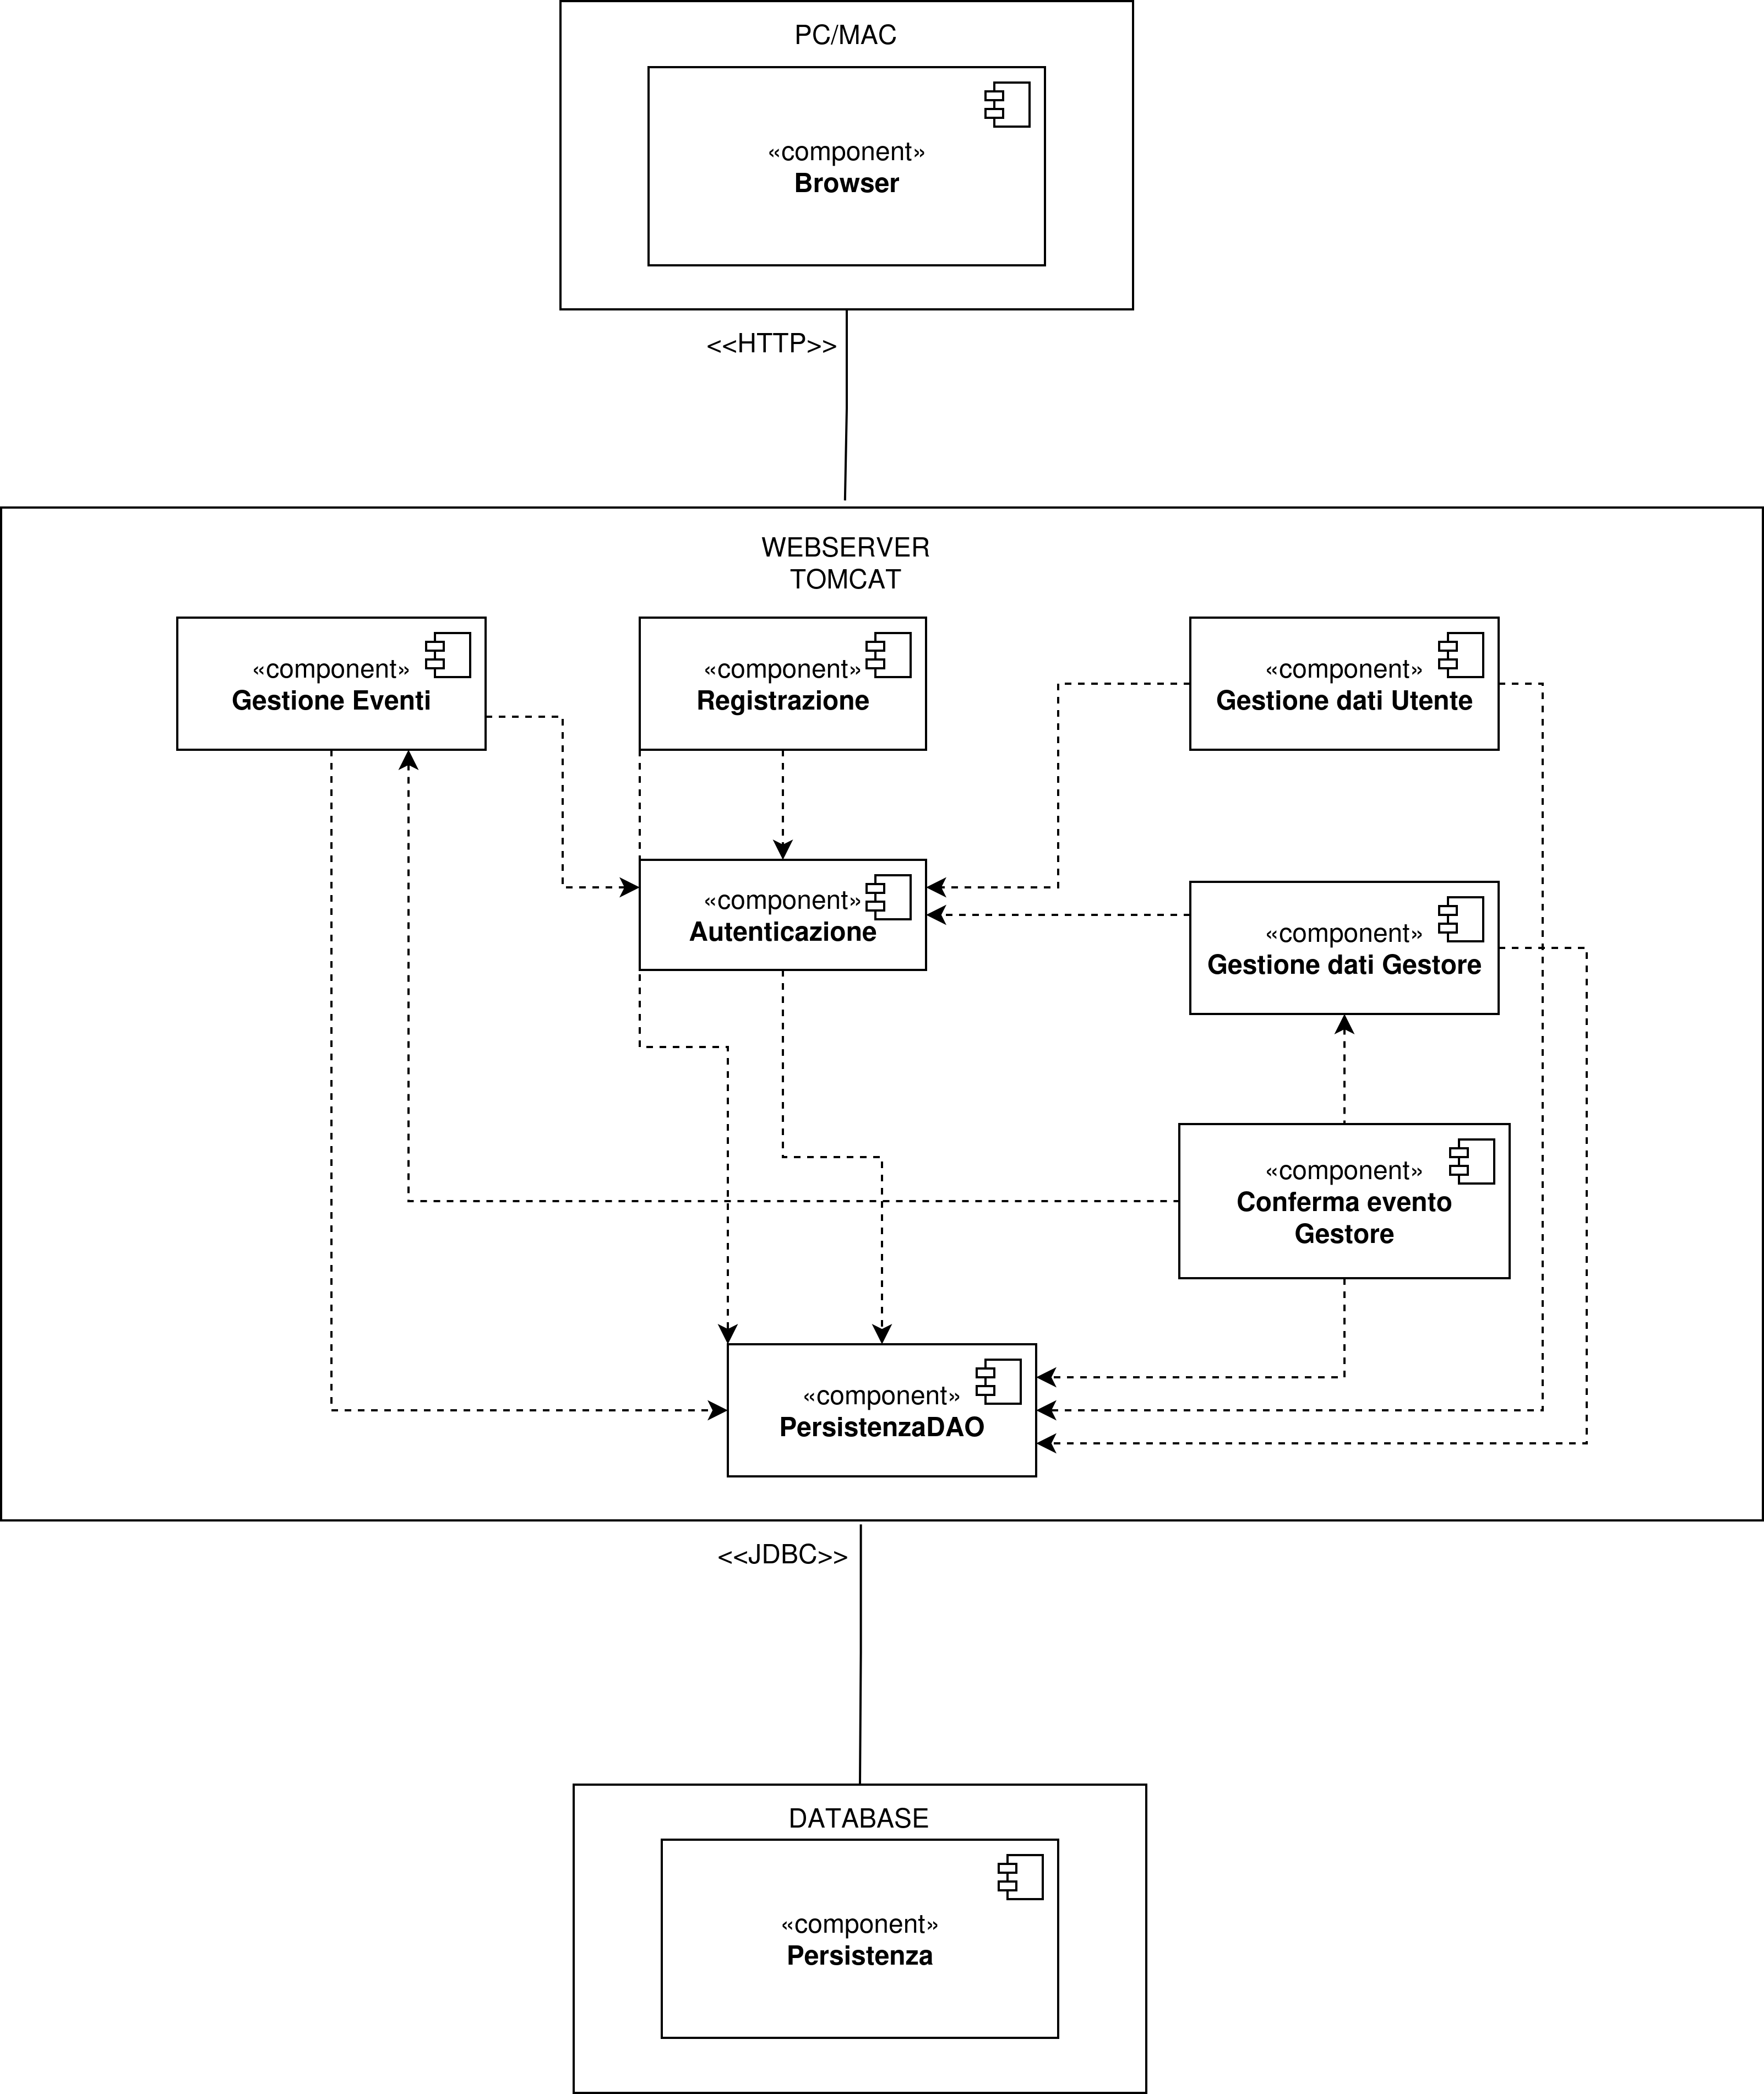 PC/MAC
«component»
Browser
<<HTTP>>
WEBSERVER
TOMCAT
«component»
Gestione Eventi
«component»
Registrazione
«component»
Gestione dati Utente
«component»
Autenticazione
«component»
Gestione dati Gestore
«component»
Conferma evento
Gestore
«component»
PersistenzaDAO
<<JDBC>>
DATABASE
«component»
Persistenza